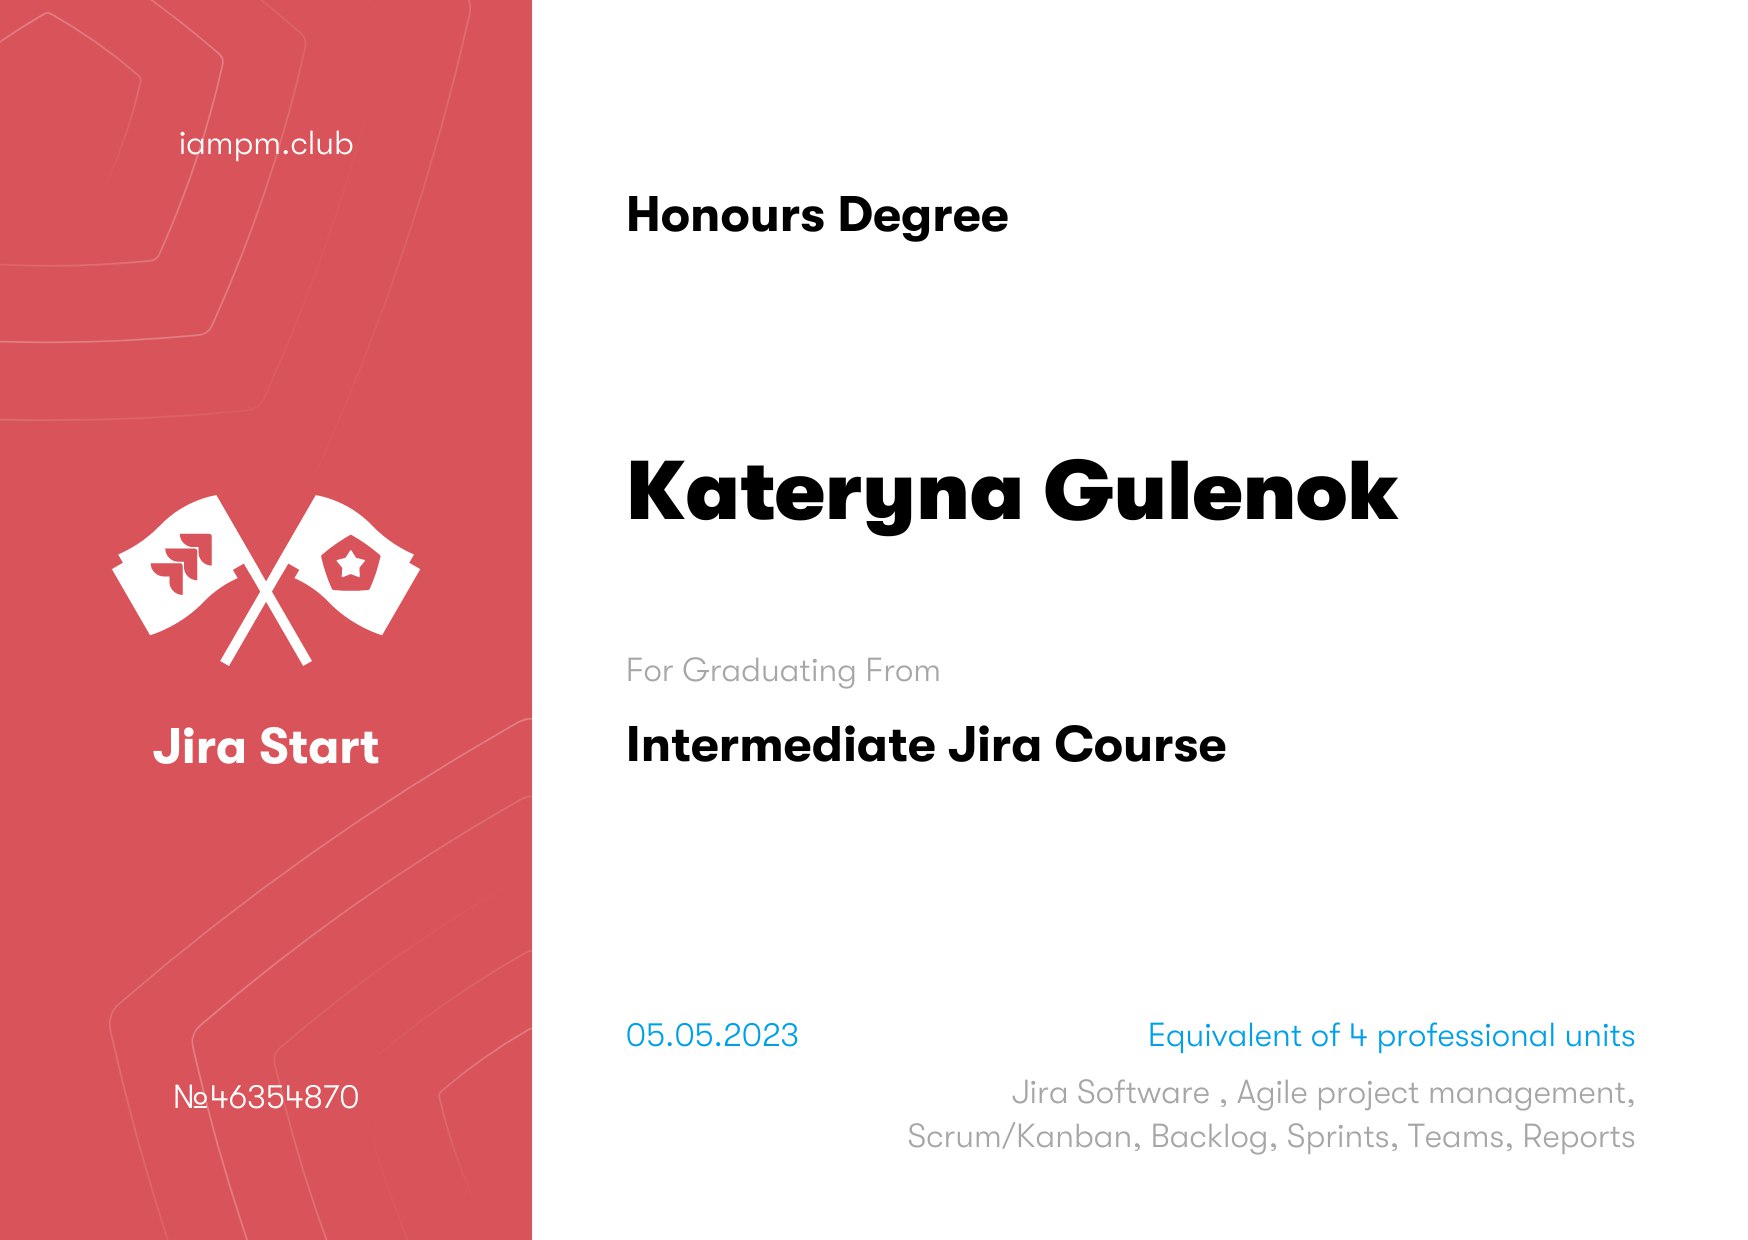 iampm.club
Honours Degree
Kateryna Gulenok
For Graduating From
Jira Start
Intermediate Jira Course
05.05.2023
Equivalent of 4 professional units
№46354870
Jira Software , Agile project management,
Scrum/Kanban, Backlog, Sprints, Teams, Reports